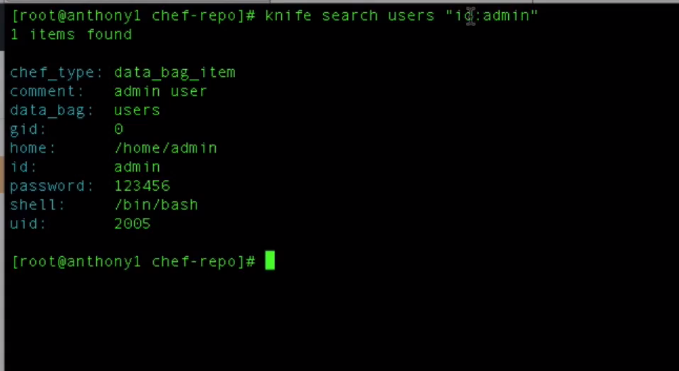 [root@anthony1 chef-repo]# knife search users "id:admin"
1 items found
chef_type: data_bag_item
comment: admin user
data_bag: users
gid: 0
home: /home/admin
id: admin
password: 123456
shell: /bin/bash
uid: 2005
[root@anthony1 chef-repo]#